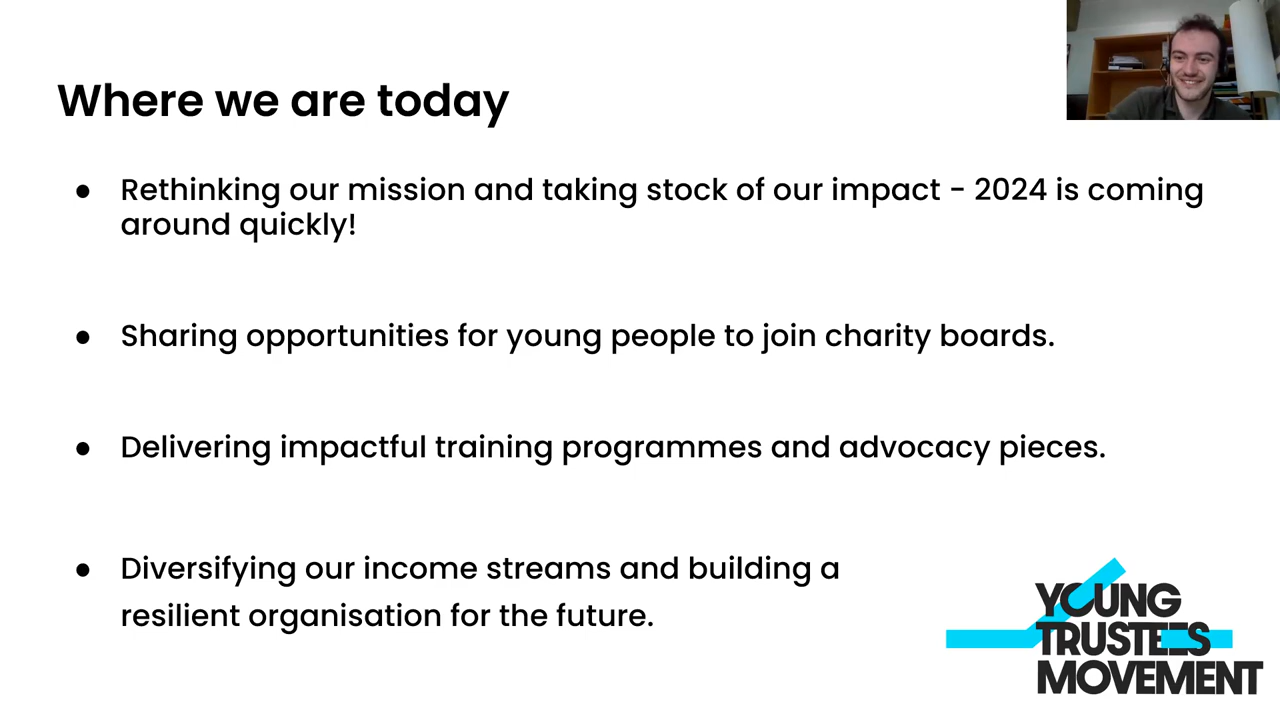 Where we are today
● Rethinking our mission and taking stock of our impact - 2024 is coming
around quickly!
● Sharing opportunities for young people to join charity boards.
● Delivering impactful training programmes and advocacy pieces.
● Diversifying our income streams and building a
resilient organisation for the future.
YOUNG
TRUSTEES
MOVEMENT